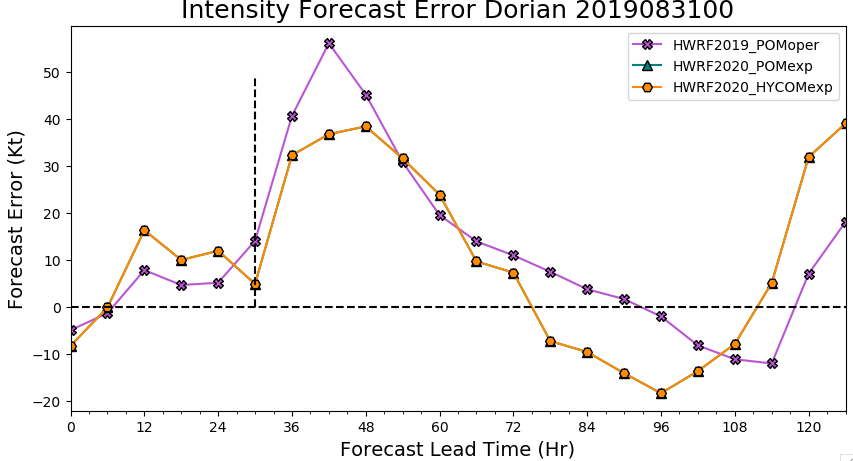 Intensity Forecast Error Dorian 2019083100
HWRF2019_POMoper
HWRF2020_POMexp
HWRF2020_HYCOMexp
Forecast Error (Kt)
50
40
30
20
10
0
−10
−20
0 12 24 36 48 60 72 84 96 108 120
Forecast Lead Time (Hr)